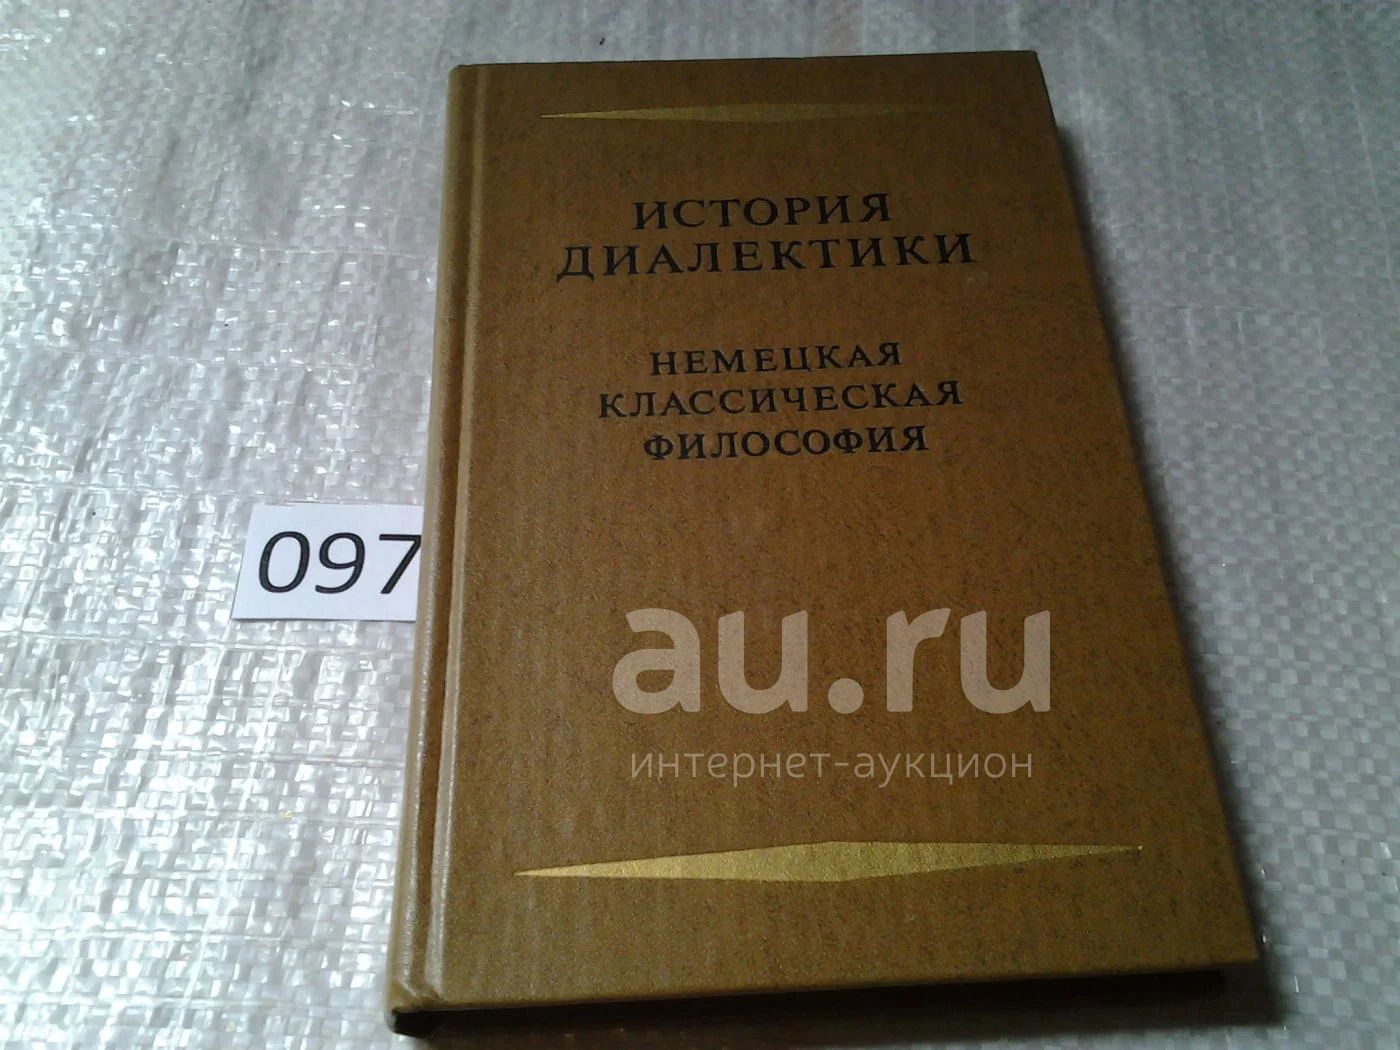 ИСТОРИЯ
ДИАЛЕКТИКИ
НЕМЕЦКАЯ
КЛАССИЧЕСКАЯ
ФИЛОСОФИЯ
097
au.ru
интернет-аукцион